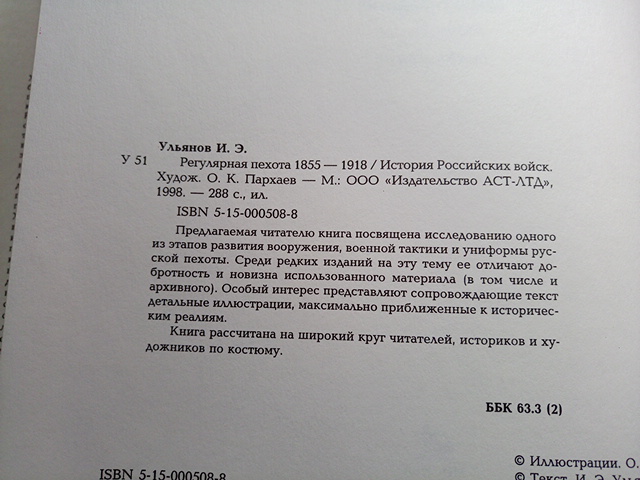 Ульянов И. Э.
У 51 Регулярная пехота 1855 — 1918 / История Российских войск.
Худож. О. К. Пархаев — М.: ООО «Издательство АСТ-ЛТД»,
1998. — 288 с., ил.
ISBN 5-15-000508-8
Предлагаемая читателю книга посвящена исследованию одного
из этапов развития вооружения, военной тактики и униформы рус-
ской пехоты. Среди редких изданий на эту тему ее отличают до-
бротность и новизна использованного материала (в том числе и
архивного). Особый интерес представляют сопровождающие текст
детальные иллюстрации, максимально приближенные к историчес-
ким реалиям.
Книга рассчитана на широкий круг читателей, историков и ху-
дожников по костюму.
ББК 63.3 (2)
© Иллюстрации. О.
ISBN 5-15-000508-8
© Текст. И. Э.